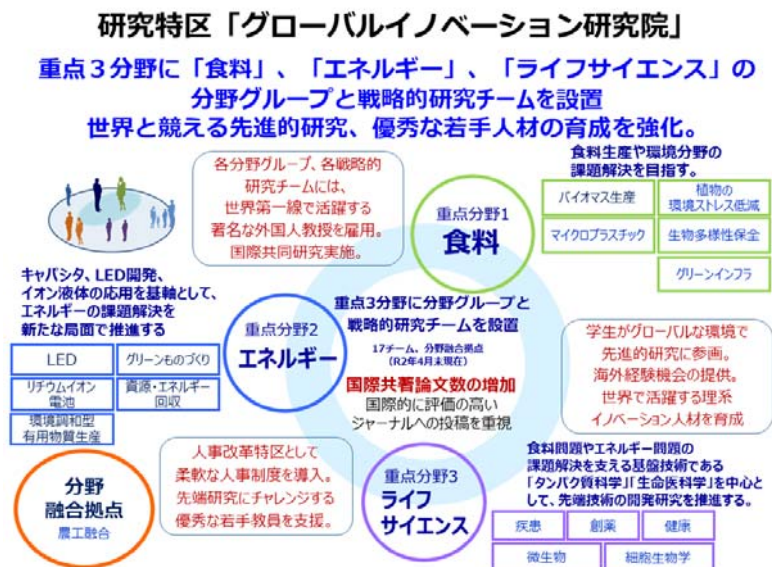 研究特区「グローバルイノベーション研究院」
重点３分野に「食料」、「エネルギー」、「ライフサイエンス」の
分野グループと戦略的研究チームを設置
世界と競える先進的研究、優秀な若手人材の育成を強化。
各分野グループ、各戦略的
研究チームには、
世界第一線で活躍する
著名な外国人教授を雇用。
国際共同研究実施。
重点分野1
食料
食料生産や環境分野の
課題解決を目指す。
バイオマス生産
植物の
環境ストレス低減
マイクロプラスチック
生物多様性保全
グリーンインフラ
キャパシタ、LED開発、
イオン液体の応用を基軸として、
エネルギーの課題解決を
新たな局面で推進する
LED
グリーンものづくり
リチウムイオン
電池
資源・エネルギー
回収
環境調和型
有用物質生産
重点分野2
エネルギー
重点3分野に分野グループと
戦略的研究チームを設置
17チーム、分野融合拠点
（R2年4月末現在）
国際共著論文数の増加
国際的に評価の高い
ジャーナルへの投稿を重視
学生がグローバルな環境で
先進的研究に参画。
海外経験機会の提供。
世界で活躍する理系
イノベーション人材を育成
分野
融合拠点
農工融合
人事改革特区として
柔軟な人事制度を導入。
先端研究にチャレンジする
優秀な若手教員を支援。
重点分野3
ライフ
サイエンス
食料問題やエネルギー問題の
課題解決を支える基盤技術である
「タンパク質科学」「生命医科学」を中心と
して、先端技術の開発研究を推進する。
疾患
創薬
健康
微生物
細胞生物学